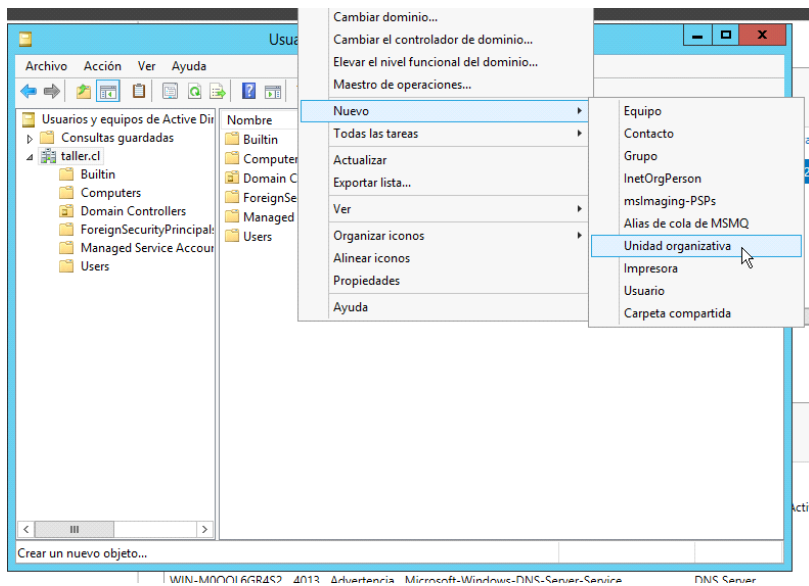 Usua
Archivo Acción Ver Ayuda
Usuarios y equipos de Active Dir
Consultas guardadas
taller.cl
Builtin
Computers
Domain Controllers
ForeignSecurityPrincipal
Managed Service Accour
Users
Nombre
Builtin
Computer
Domain C
ForeignSe
Managed
Users
Cambiar dominio...
Cambiar el controlador de dominio...
Elevar el nivel funcional del dominio...
Maestro de operaciones...
Nuevo
Todas las tareas
Actualizar
Exportar lista...
Ver
Organizar iconos
Alinear iconos
Propiedades
Ayuda
Equipo
Contacto
Grupo
InetOrgPerson
msImaging-PSPs
Alias de cola de MSMQ
Unidad organizativa
Impresora
Usuario
Carpeta compartida
Acti
Crear un nuevo objeto...
WIN-M0OOL6GR4S2 4013 Advertencia Microsoft-Windows-DNS-Server-Service DNS Server